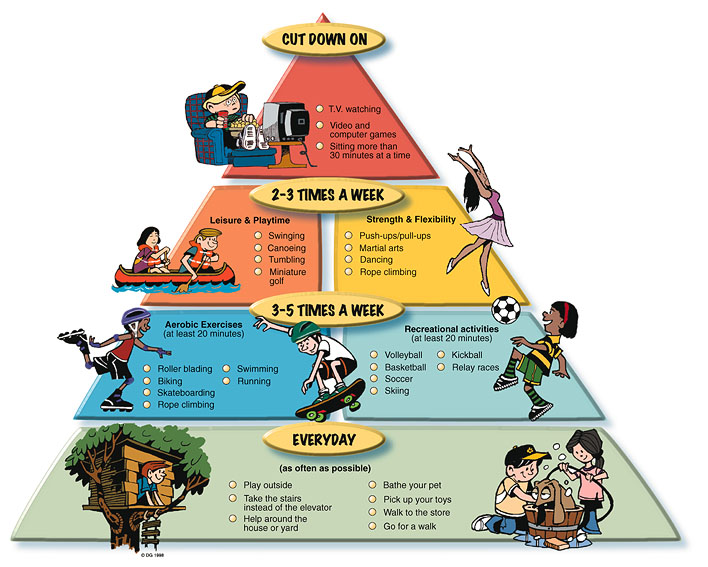 CUT DOWN ON
T.V. watching
Video and
computer games
Sitting more than
30 minutes at a time
2-3 TIMES A WEEK
Leisure & Playtime
Swinging
Canoeing
Tumbling
Miniature
golf
Strength & Flexibility
Push-ups/pull-ups
Martial arts
Dancing
Rope climbing
3-5 TIMES A WEEK
Aerobic Exercises
(at least 20 minutes)
Roller blading
Biking
Skateboarding
Rope climbing
Swimming
Running
Recreational activities
(at least 20 minutes)
Volleyball
Basketball
Soccer
Skiing
Kickball
Relay races
EVERYDAY
(as often as possible)
Play outside
Take the stairs
instead of the elevator
Help around the
house or yard
Bathe your pet
Pick up your toys
Walk to the store
Go for a walk
© DG 1998